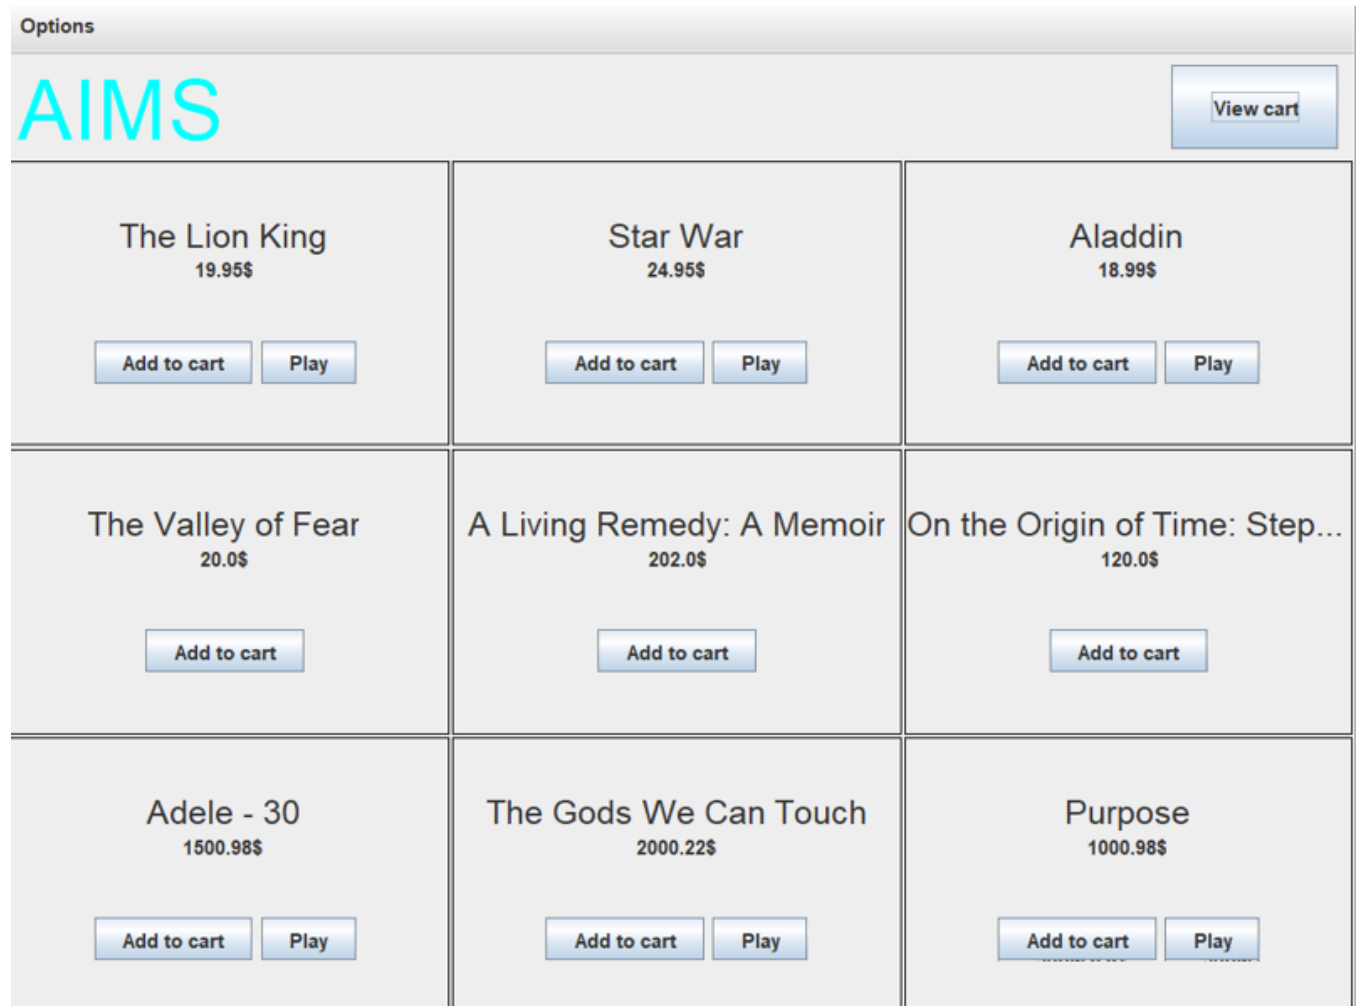 Options
AIMS
View cart
The Lion King
19.95$
Add to cart
Play
Star War
24.95$
Add to cart
Play
Aladdin
18.99$
Add to cart
Play
The Valley of Fear
20.0$
Add to cart
A Living Remedy: A Memoir
202.0$
Add to cart
On the Origin of Time: Step...
120.0$
Add to cart
Adele - 30
1500.98$
Add to cart
Play
The Gods We Can Touch
2000.22$
Add to cart
Play
Purpose
1000.98$
Add to cart
Play